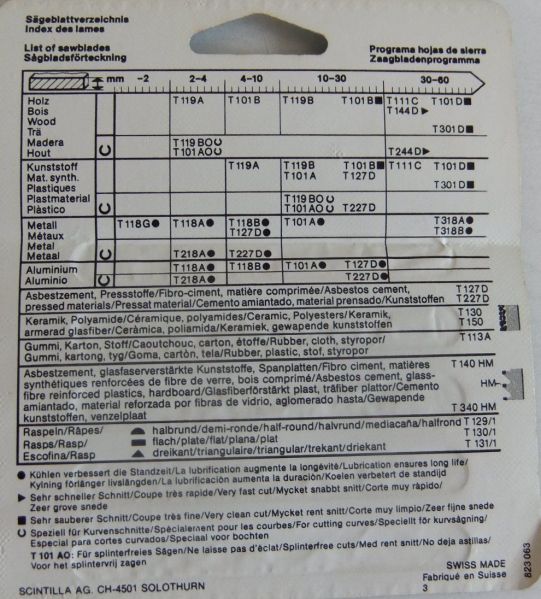 Sägeblattverzeichnis
Index des lames
List of sawblades Programa hojas de sierra
Sågbladsförteckning Zaagbladenprogramma
mm -2 2-4 4-10 10-30 30-60
Holz T119A T101B T119B T101B■ T111C T101D■
Bois T144D▶
Wood
Trä T301D■
Madera T119BO
Hout T101AO T244D▶
Kunststoff T119A T119B T101B■ T111C T101D■
Mat. synth. T101A T127D
Plastiques T301D■
Plastmaterial T119BO
Plàstico T101AO T227D
Metall T118G● T118A● T118B● T101A● T318A●
Métaux T127D● T318B●
Metal
Metaal T218A● T227D●
Aluminium T118A● T118B● T101A● T127D●
Aluminio T218A● T227D●
Asbestzement, Pressstoffe/Fibro-ciment, matière comprimée/Asbestos cement, T127D
pressed materials/Pressat material/Cemento amiantado, material prensado/Kunststoffen T227D
Keramik, Polyamide/Céramique, polyamides/Ceramic, Polyesters/Keramik, T130
armerad glasfiber/Ceràmica, poliamida/Keramiek, gewapende kunststoffen T150
Gummi, Karton, Stoff/Caoutchouc, carton, étoffe/Rubber, cloth, styropor/ T113A
Gummi, kartong, tyg/Goma, cartòn, tela/Rubber, plastic, stof, styropor
Asbestzement, glasfaserverstärkte Kunststoffe, Spanplatten/Fibro ciment, matières T140 HM
synthétiques renforcées de fibre de verre, bois comprimé/Asbestos cement, glass-
fibre reinforced plastics, hardboard/Glasfiberförstärkt plast, träfiber plattor/Cemento HM
amiantado, material reforzada por fibras de vidrio, aglomerado hasta/Gewapende
kunststoffen, venzelplaat T340 HM
Raspeln/Râpes/ halbrund/demi-ronde/half-round/halvrund/mediacaña/halfrond T129/1
Rasps/Rasp/ flach/plate/flat/plana/plat T130/1
Escofina/Rasp ▲ dreikant/triangulaire/triangular/trekant/driekant T131/1
● Kühlen verbessert die Standzeit/La lubrification augmente la longévité/Lubrication ensures long life/
Kylning förlänger livslängden/La lubricaciòn aumenta la duraciòn/Koelen verbetert de standtijd
▶ Sehr schneller Schnitt/Coupe très rapide/Very fast cut/Mycket snabbt snitt/Corte muy ràpido/
Zeer grove snede
■ Sehr sauberer Schnitt/Coupe très fine/Very clean cut/Mycket rent snitt/Corte muy limpio/Zeer fijne snede
Speziell für Kurvenschnitte/Spécialement pour les courbes/For cutting curves/Speciellt för kurvsågning/
Especial para cortes curvados/Speciaal voor bochten
T 101 AO: Für splinterfreies Sägen/Ne laisse pas d'éclat/Splinterfree cuts/Med rent snitt/No deja astillas/
Voor het splintervrij zagen
SWISS MADE
Fabriqué en Suisse
SCINTILLA AG. CH-4501 SOLOTHURN 3
823 063